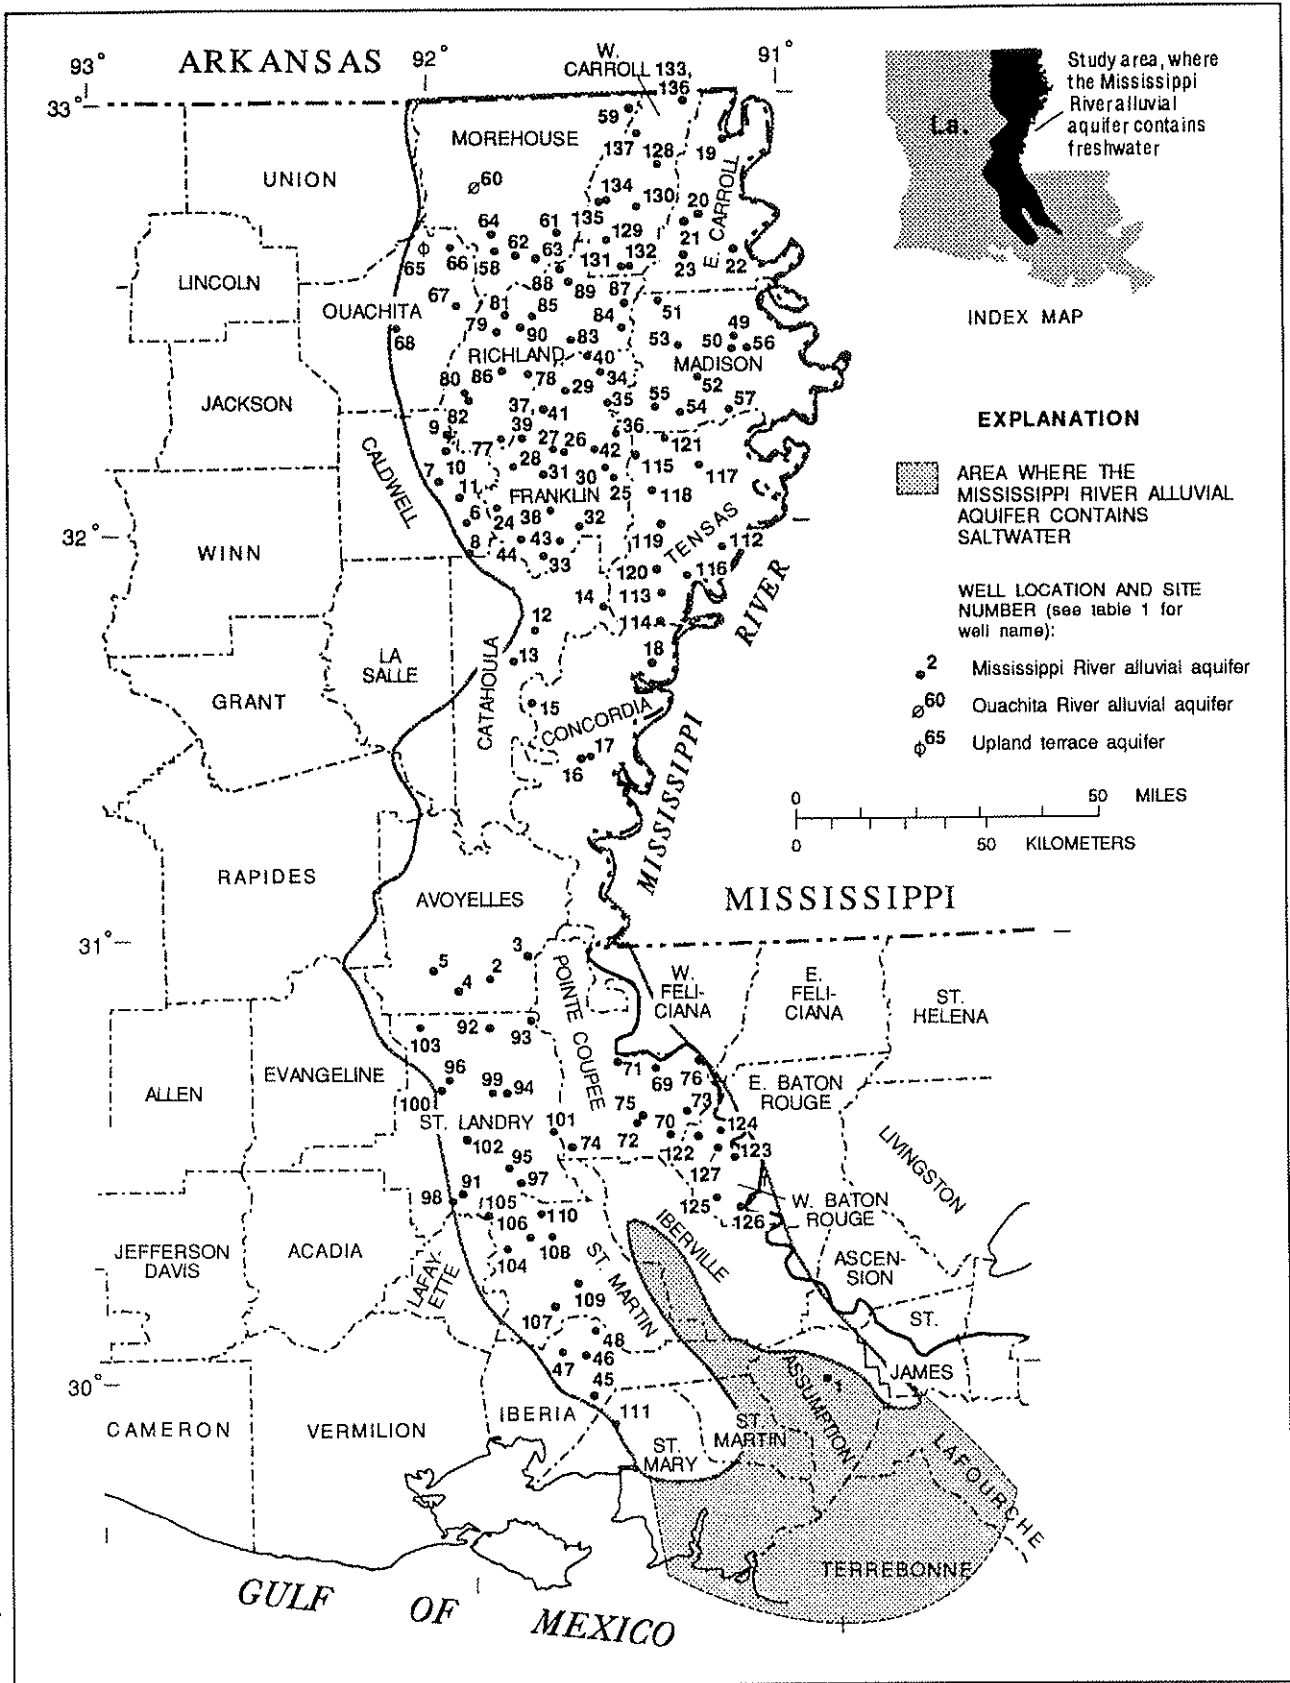 93°
ARKANSAS
92°
W.
CARROLL
133,
136
91°
33°
59
MOREHOUSE
137
128
19
UNION
60
134
130
135
20
E. CARROLL
64
61
129
21
65
66
58
62
63
131
132
23
22
LINCOLN
88
89
87
67
OUACHITA
81
85
84
51
68
79
90
83
53
50
49
56
RICHLAND
40
MADISON
80
86
78
29
34
52
JACKSON
82
37
41
35
55
54
57
9
39
36
77
27
26
42
121
CALDWELL
7
10
28
31
30
115
117
11
FRANKLIN
25
118
6
24
38
32
TENSAS
32°
WINN
8
44
43
119
112
33
120
116
14
113
12
114
RIVER
LA
SALLE
13
18
GRANT
CATAHOULA
15
CONCORDIA
17
16
MISSISSIPPI
RAPIDES
AVOYELLES
MISSISSIPPI
31°
3
5
4
2
POINTE COUPEE
W.
FELI-
CIANA
E.
FELI-
CIANA
ST.
HELENA
103
92
93
ALLEN
EVANGELINE
96
99
94
71
69
76
E. BATON
ROUGE
100
ST. LANDRY
101
75
73
102
74
72
70
124
122
123
LIVINGSTON
95
97
127
91
98
105
125
126
W. BATON
ROUGE
106
110
IBERVILLE
JEFFERSON
DAVIS
ACADIA
104
108
ST. MARTIN
ASCEN-
SION
LAFAY-
ETTE
109
107
ST.
JAMES
48
47
46
30°
45
ASSUMPTION
1
CAMERON
VERMILION
IBERIA
111
ST.
MARTIN
ST.
MARY
LAFOURCHE
TERREBONNE
GULF OF MEXICO
La.
Study area, where
the Mississippi
River alluvial
aquifer contains
freshwater
INDEX MAP
EXPLANATION
AREA WHERE THE
MISSISSIPPI RIVER ALLUVIAL
AQUIFER CONTAINS
SALTWATER
WELL LOCATION AND SITE
NUMBER (see table 1 for
well name):
2 Mississippi River alluvial aquifer
60 Ouachita River alluvial aquifer
65 Upland terrace aquifer
0 50 MILES
0 50 KILOMETERS